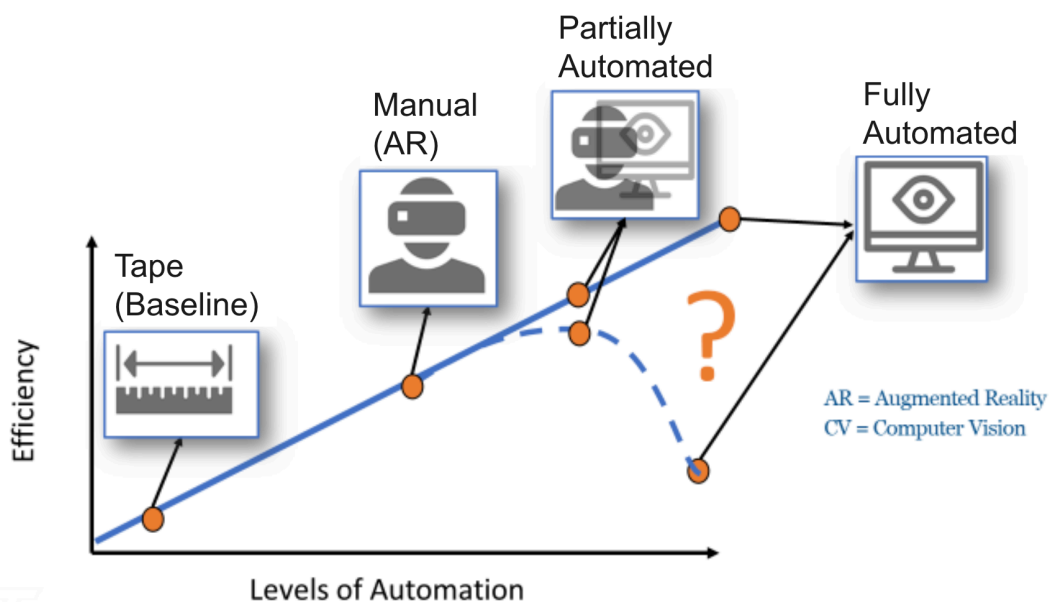 Partially
Automated
Manual
(AR)
Fully
Automated
Tape
(Baseline)
?
Efficiency
AR = Augmented Reality
CV = Computer Vision
Levels of Automation